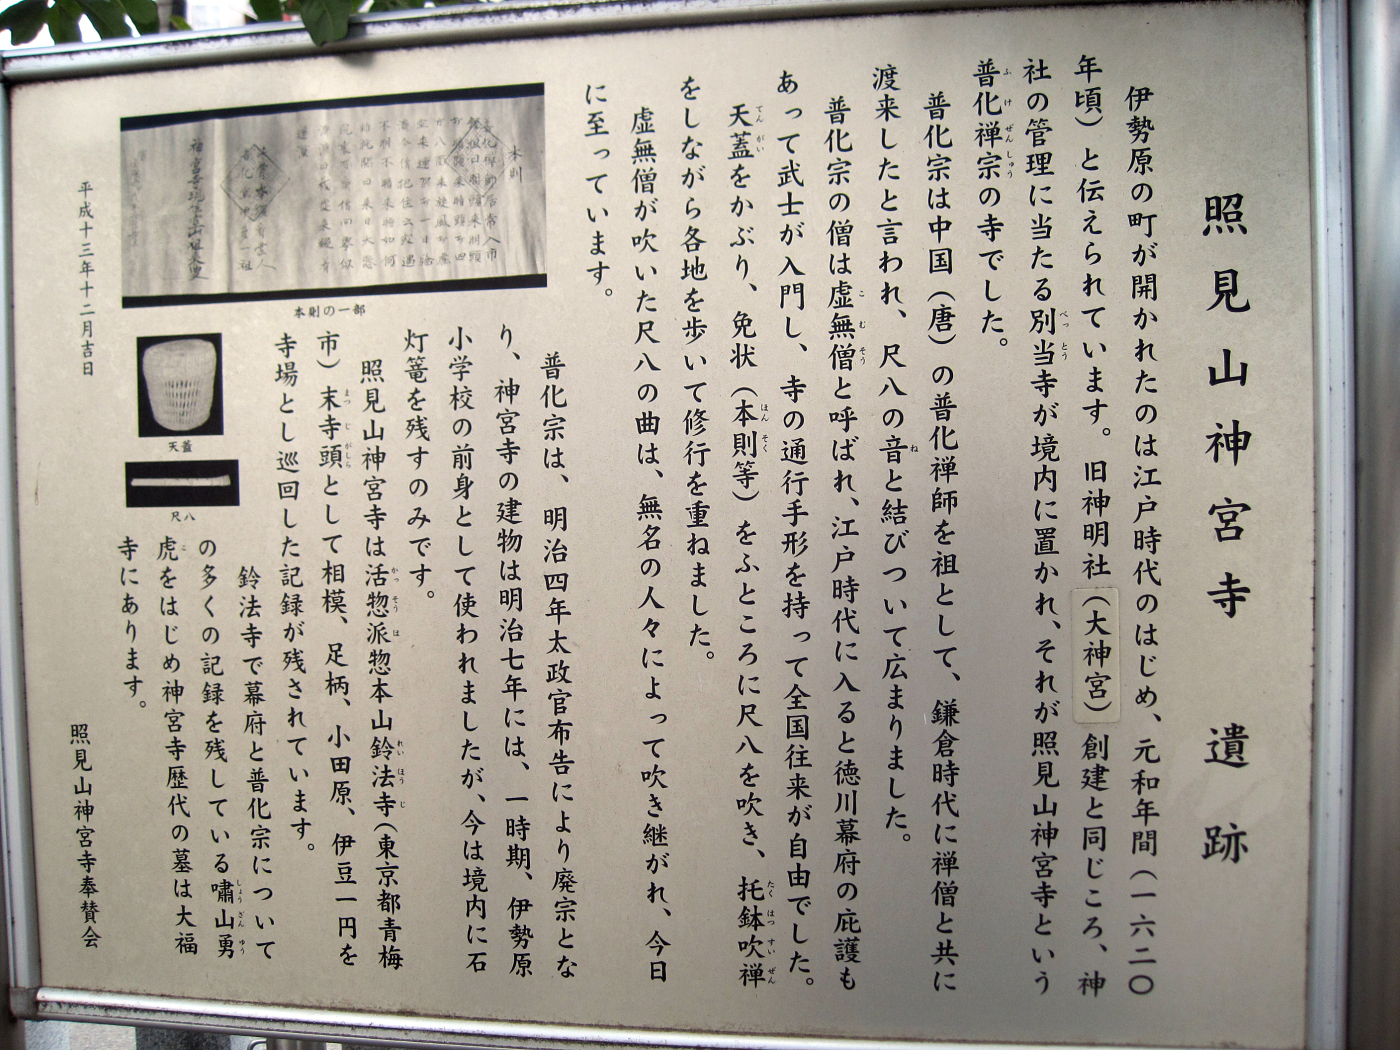 照見山神宮寺 遺跡
伊勢原の町が開かれたのは江戸時代のはじめ、元和年間（一六二〇
年頃）と伝えられています。旧神明社（大神宮）創建と同じころ、神
社の管理に当たる別当寺が境内に置かれ、それが照見山神宮寺という
普化禅宗の寺でした。
普化宗は中国（唐）の普化禅師を祖として、鎌倉時代に禅僧と共に
渡来したと言われ、尺八の音と結びついて広まりました。
普化宗の僧は虚無僧と呼ばれ、江戸時代に入ると徳川幕府の庇護も
あって武士が入門し、寺の通行手形を持って全国往来が自由でした。
天蓋をかぶり、免状（本則等）をふところに尺八を吹き、托鉢吹禅
をしながら各地を歩いて修行を重ねました。
虚無僧が吹いた尺八の曲は、無名の人々によって吹き継がれ、今日
に至っています。
普化宗は、明治四年太政官布告により廃宗とな
り、神宮寺の建物は明治七年には、一時期、伊勢原
小学校の前身として使われましたが、今は境内に石
灯篭を残すのみです。
照見山神宮寺は活惣派惣本山鈴法寺（東京都青梅
市）末寺頭として相模、足柄、小田原、伊豆一円を
寺場とし巡回した記録が残されています。
鈴法寺で幕府と普化宗について
の多くの記録を残している嘯山勇
虎をはじめ神宮寺歴代の墓は大福
寺にあります。
照見山神宮寺奉賛会
平成十三年十二月吉日
本則
本則の一部
天蓋
尺八